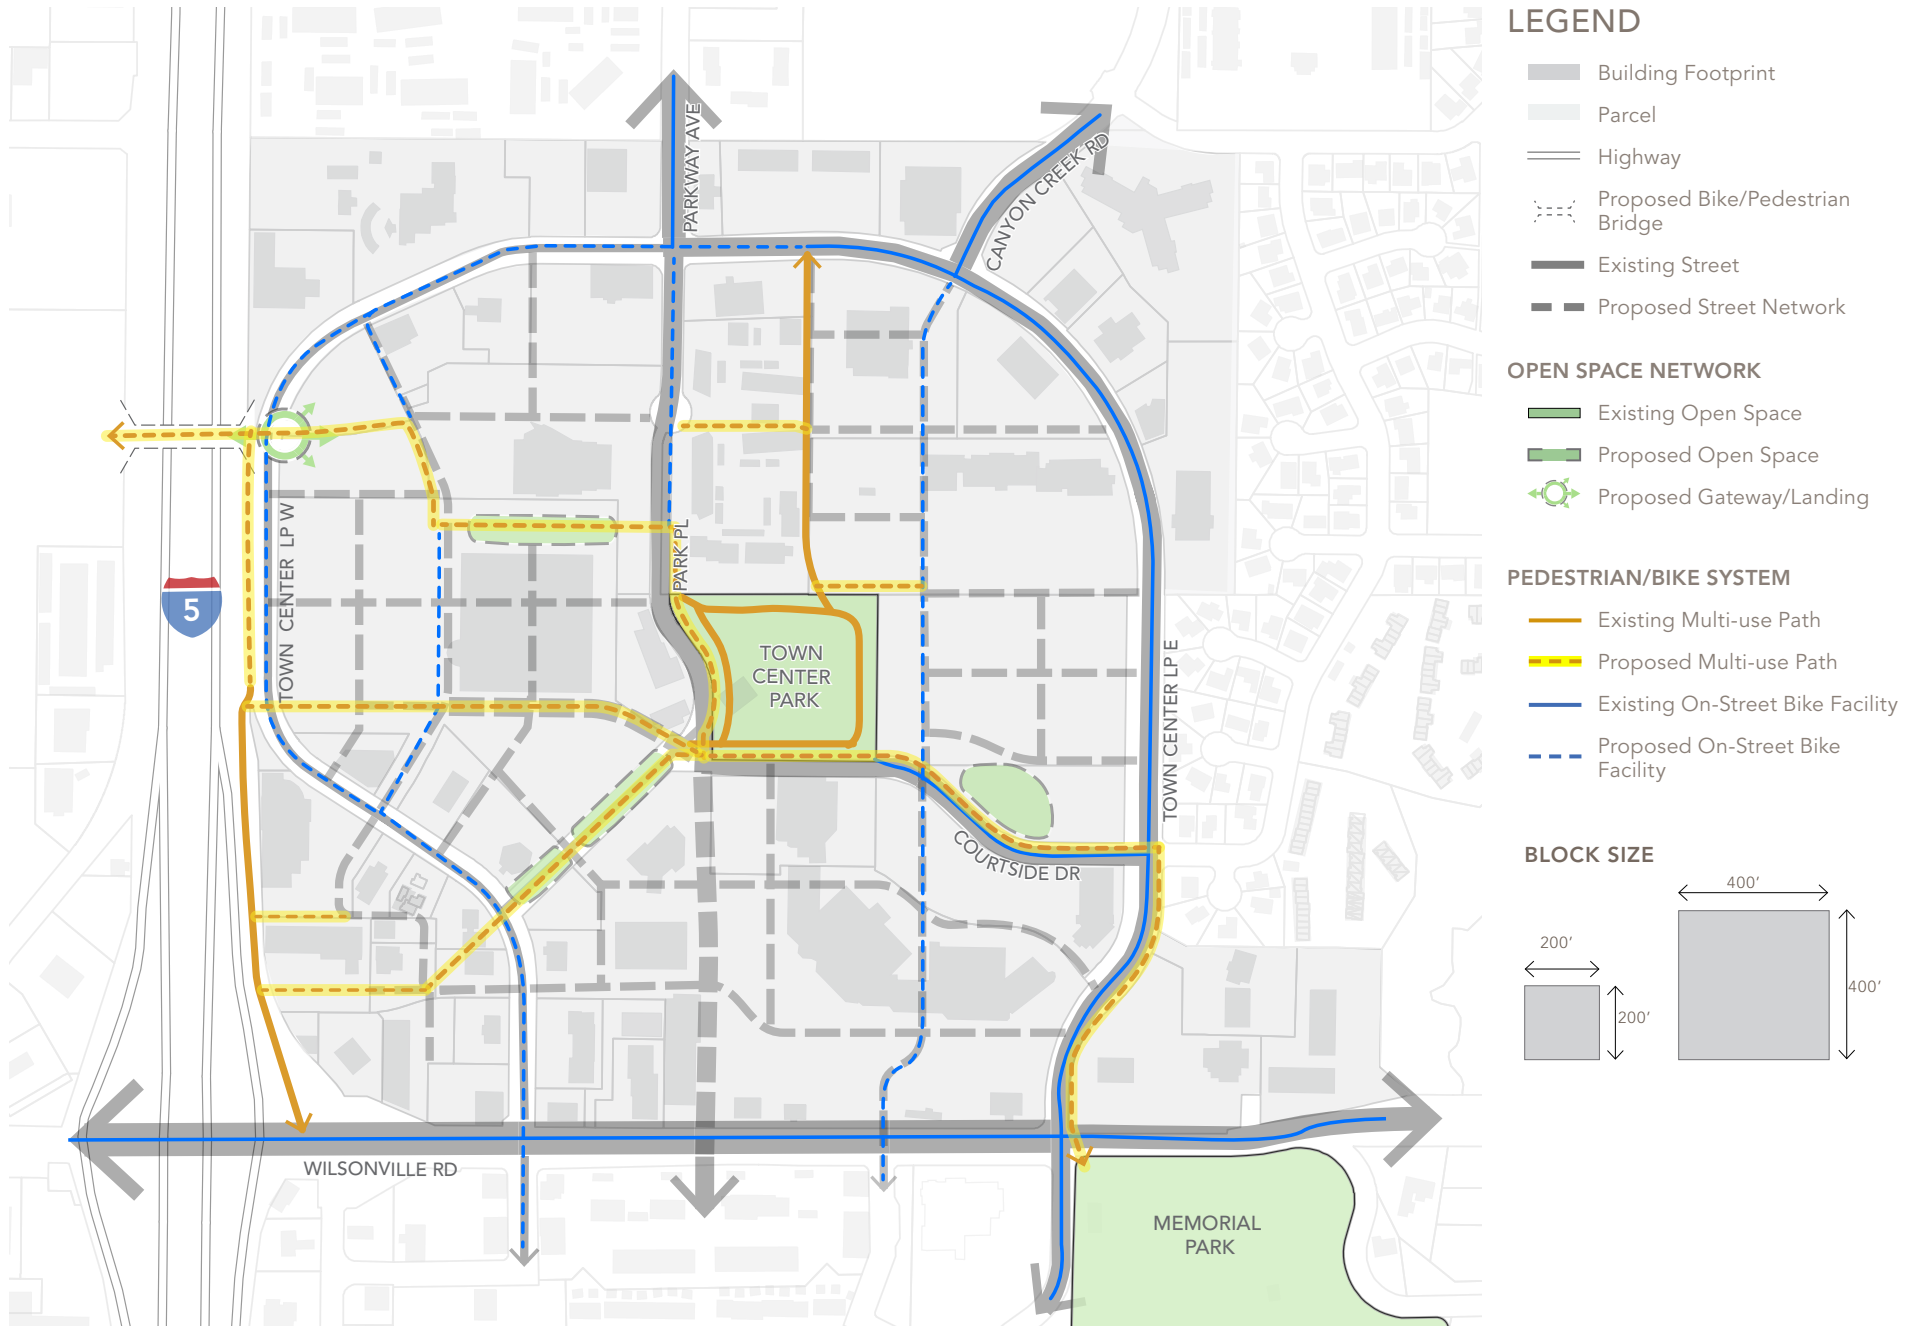 PARKWAY AVE
CANYON CREEK RD
TOWN CENTER LP W
5
PARK PL
TOWN
CENTER
PARK
TOWN CENTER LP E
COURTSIDE DR
WILSONVILLE RD
MEMORIAL
PARK
LEGEND
Building Footprint
Parcel
Highway
Proposed Bike/Pedestrian
Bridge
Existing Street
Proposed Street Network
OPEN SPACE NETWORK
Existing Open Space
Proposed Open Space
Proposed Gateway/Landing
PEDESTRIAN/BIKE SYSTEM
Existing Multi-use Path
Proposed Multi-use Path
Existing On-Street Bike Facility
Proposed On-Street Bike
Facility
BLOCK SIZE
400’
200’
400’
200’